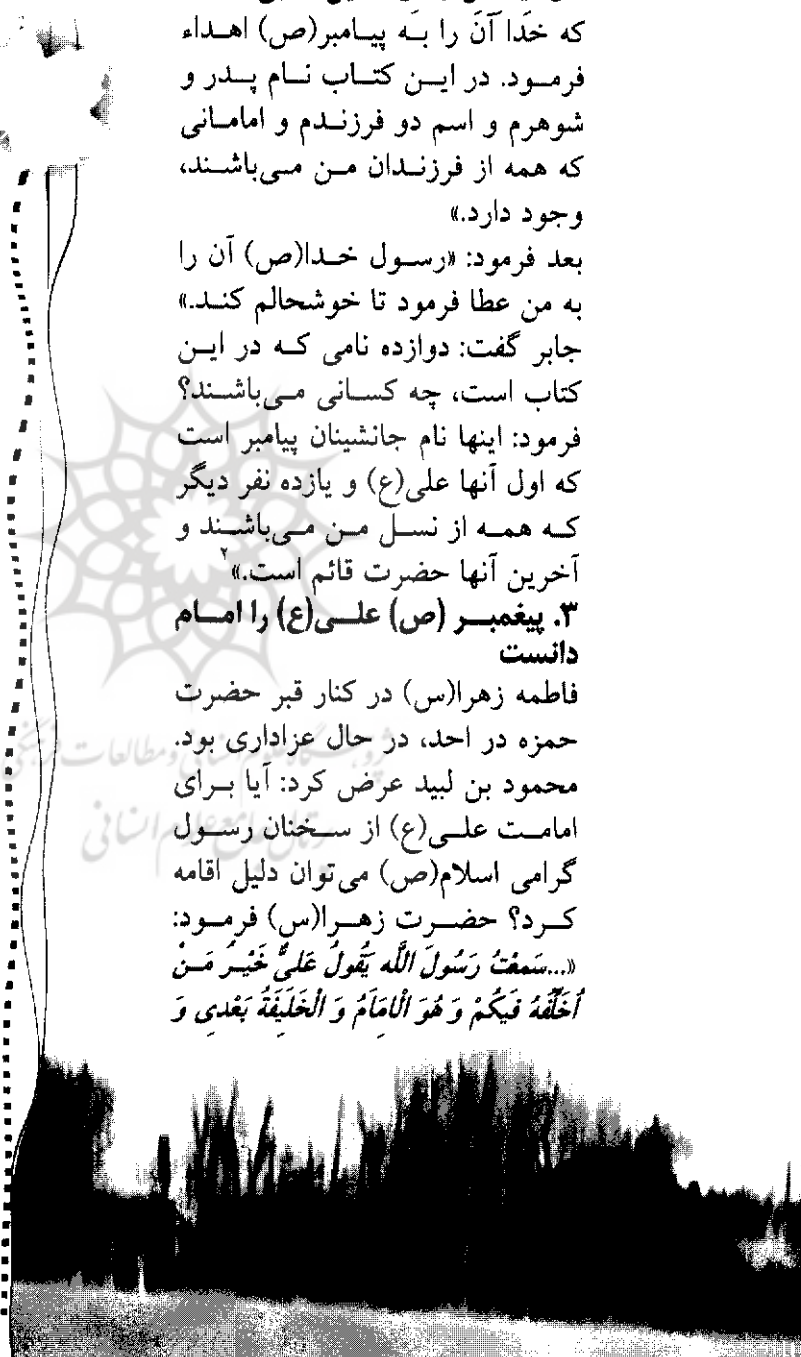 که خدا آن را به پیامبر(ص) اهداء
فرمود. در این کتاب نام پدر و
شوهرم و اسم دو فرزندم و امامانی
که همه از فرزندان من می‌باشند،
وجود دارد.»
بعد فرمود: «رسول خدا(ص) آن را
به من عطا فرمود تا خوشحالم کند.»
جابر گفت: دوازده نامی که در این
کتاب است، چه کسانی می‌باشند؟
فرمود: اینها نام جانشینان پیامبر است
که اول آنها علی(ع) و یازده نفر دیگر
که همه از نسل من می‌باشند و
آخرین آنها حضرت قائم است.»۲
۳. پیغمبر (ص) علی(ع) را امام
دانست
فاطمه زهرا(س) در کنار قبر حضرت
حمزه در احد، در حال عزاداری بود.
محمود بن لبید عرض کرد: آیا برای
امامت علی(ع) از سخنان رسول
گرامی اسلام(ص) می‌توان دلیل اقامه
کرد؟ حضرت زهرا(س) فرمود:
«...سَمِعْتُ رَسُولَ اللَّه يَقُولُ عَلىٌّ خَيْرُ مَنْ
أُخَلِّفُهُ فيكُمْ وَ هُوَ الْامَامُ وَ الْخَليفَةُ بَعْدى وَ